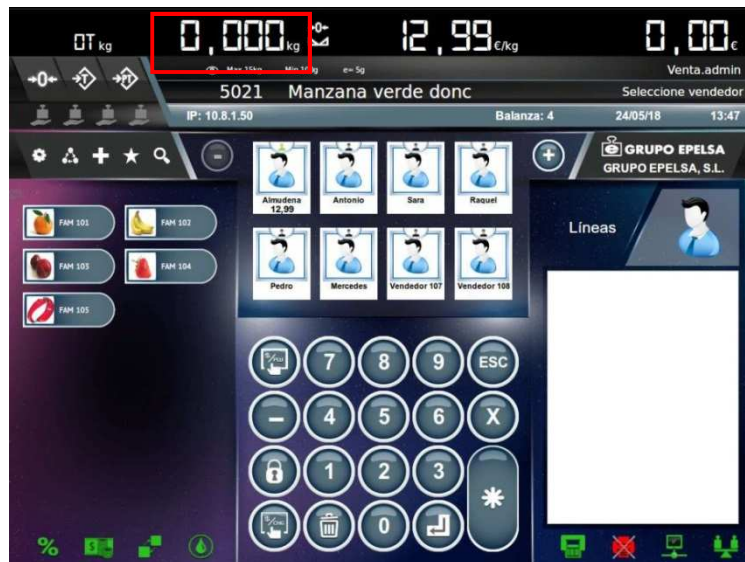 0T kg
0,000 kg
→0←
12,99 €/kg
0,00 €
→0← →T← →PT←
Max 15kg Min 100g e= 5g
Venta.admin
5021 Manzana verde donc
Seleccione vendedor
IP: 10.8.1.50
Balanza: 4
24/05/18 13:47
GRUPO EPELSA
GRUPO EPELSA, S.L.
Almudena
12,99
Antonio
Sara
Raquel
Pedro
Mercedes
Vendedor 107
Vendedor 108
FAM 101
FAM 102
FAM 103
FAM 104
FAM 105
Líneas
7 8 9 ESC
- 4 5 6 X
1 2 3
0 *
%